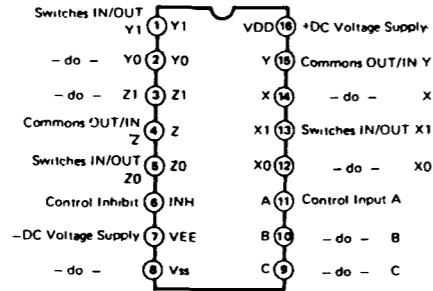 Switches IN/OUT
Y1 1 Y1 VDD 16 +DC Voltage Supply
- do - Y0 2 Y0 Y 15 Commons OUT/IN Y
- do - Z1 3 Z1 X 14 - do - X
Commons OUT/IN
Z 4 Z X1 13 Switches IN/OUT X1
Switches IN/OUT
Z0 5 Z0 X0 12 - do - X0
Control Inhibit 6 INH A 11 Control Input A
-DC Voltage Supply 7 VEE B 10 - do - B
- do - 8 Vss C 9 - do - C